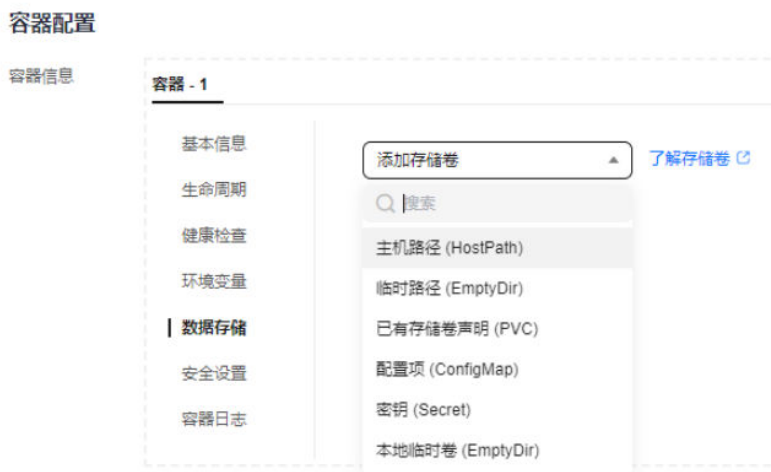 容器配置
容器信息
容器 - 1
基本信息
生命周期
健康检查
环境变量
数据存储
安全设置
容器日志
添加存储卷
了解存储卷
搜索
主机路径 (HostPath)
临时路径 (EmptyDir)
已有存储卷声明 (PVC)
配置项 (ConfigMap)
密钥 (Secret)
本地临时卷 (EmptyDir)